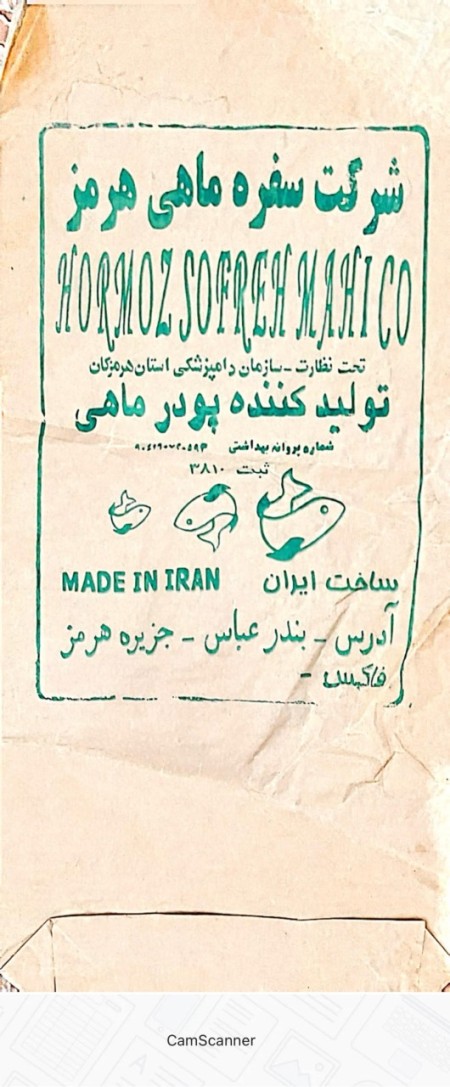 شرکت سفره ماهی هرمز
HORMOZ SOFREH MAHI CO
تحت نظارت - سازمان دامپزشکی استان هرمزگان
تولید کننده پودر ماهی
شماره پروانه بهداشتی
ثبت ۳۸۱۰
ساخت ایران MADE IN IRAN
آدرس - بندر عباس - جزیره هرمز
فاکس -
CamScanner